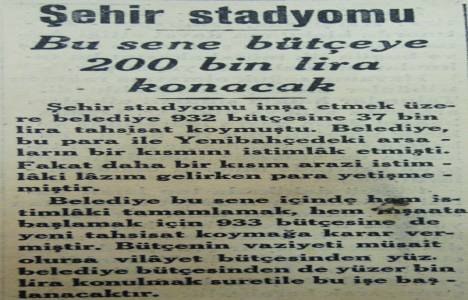 Şehir stadyomu
Bu sene bütçeye
200 bin lira
konacak
Şehir stadyomu inşa etmek üze-
re belediye 932 bütçesine 37 bin
lira tahsisat koymuştu. Belediye,
bu para ile Yenibahçedeki arsa-
ların bir kısımını istimlâk etmişti.
Fakat daha bir kısım arazi istim-
lâki lâzım gelirken para yetişme-
miştir.
Belediye bu sene içinde hem is-
timlâki tamamlamak, hem inşaata
başlamak için 933 bütçesine de
yeni tahsisat koymağa karar ver-
miştir. Bütçenin vaziyeti müsait
olursa vilâyet bütçesinden yüz.
belediye bütçesinden de yüzer bin
lira konulmak suretile bu işe baş-
lanacaktır.